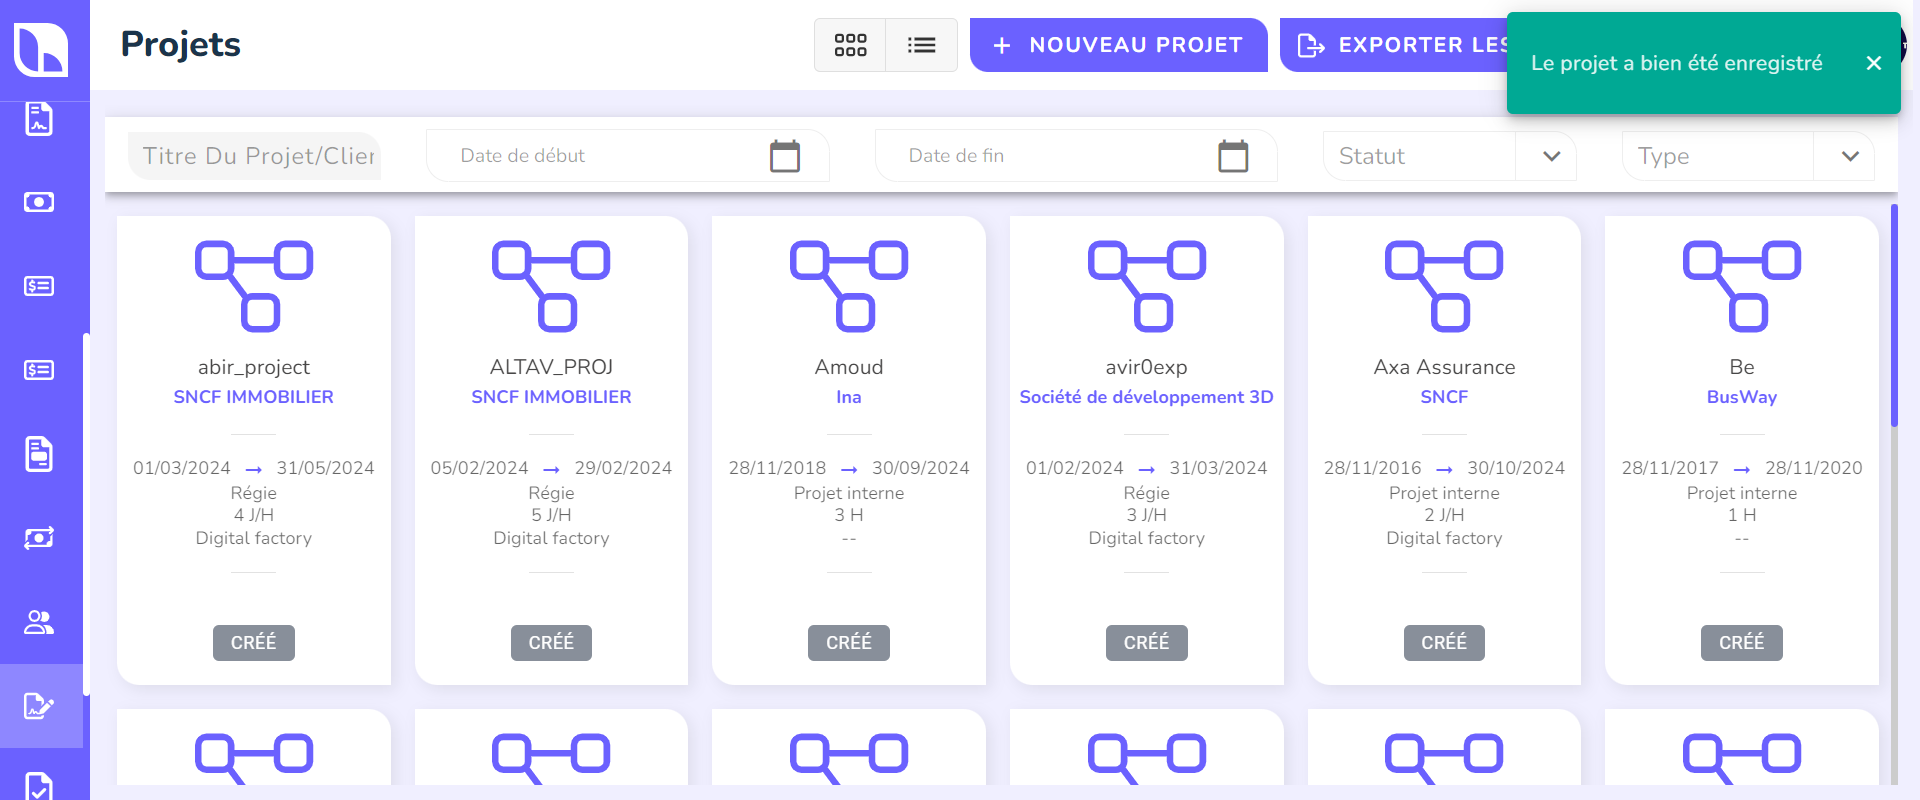 Projets
NOUVEAU PROJET
EXPORTER LES
Le projet a bien été enregistré
Titre Du Projet/Clien
Date de début
Date de fin
Statut
Type
abir_project
SNCF IMMOBILIER
01/03/2024 → 31/05/2024
Régie
4 J/H
Digital factory
CRÉÉ
ALTAV_PROJ
SNCF IMMOBILIER
05/02/2024 → 29/02/2024
Régie
5 J/H
Digital factory
CRÉÉ
Amoud
Ina
28/11/2018 → 30/09/2024
Projet interne
3 H
--
CRÉÉ
avir0exp
Société de développement 3D
01/02/2024 → 31/03/2024
Régie
3 J/H
Digital factory
CRÉÉ
Axa Assurance
SNCF
28/11/2016 → 30/10/2024
Projet interne
2 J/H
Digital factory
CRÉÉ
Be
BusWay
28/11/2017 → 28/11/2020
Projet interne
1 H
--
CRÉÉ